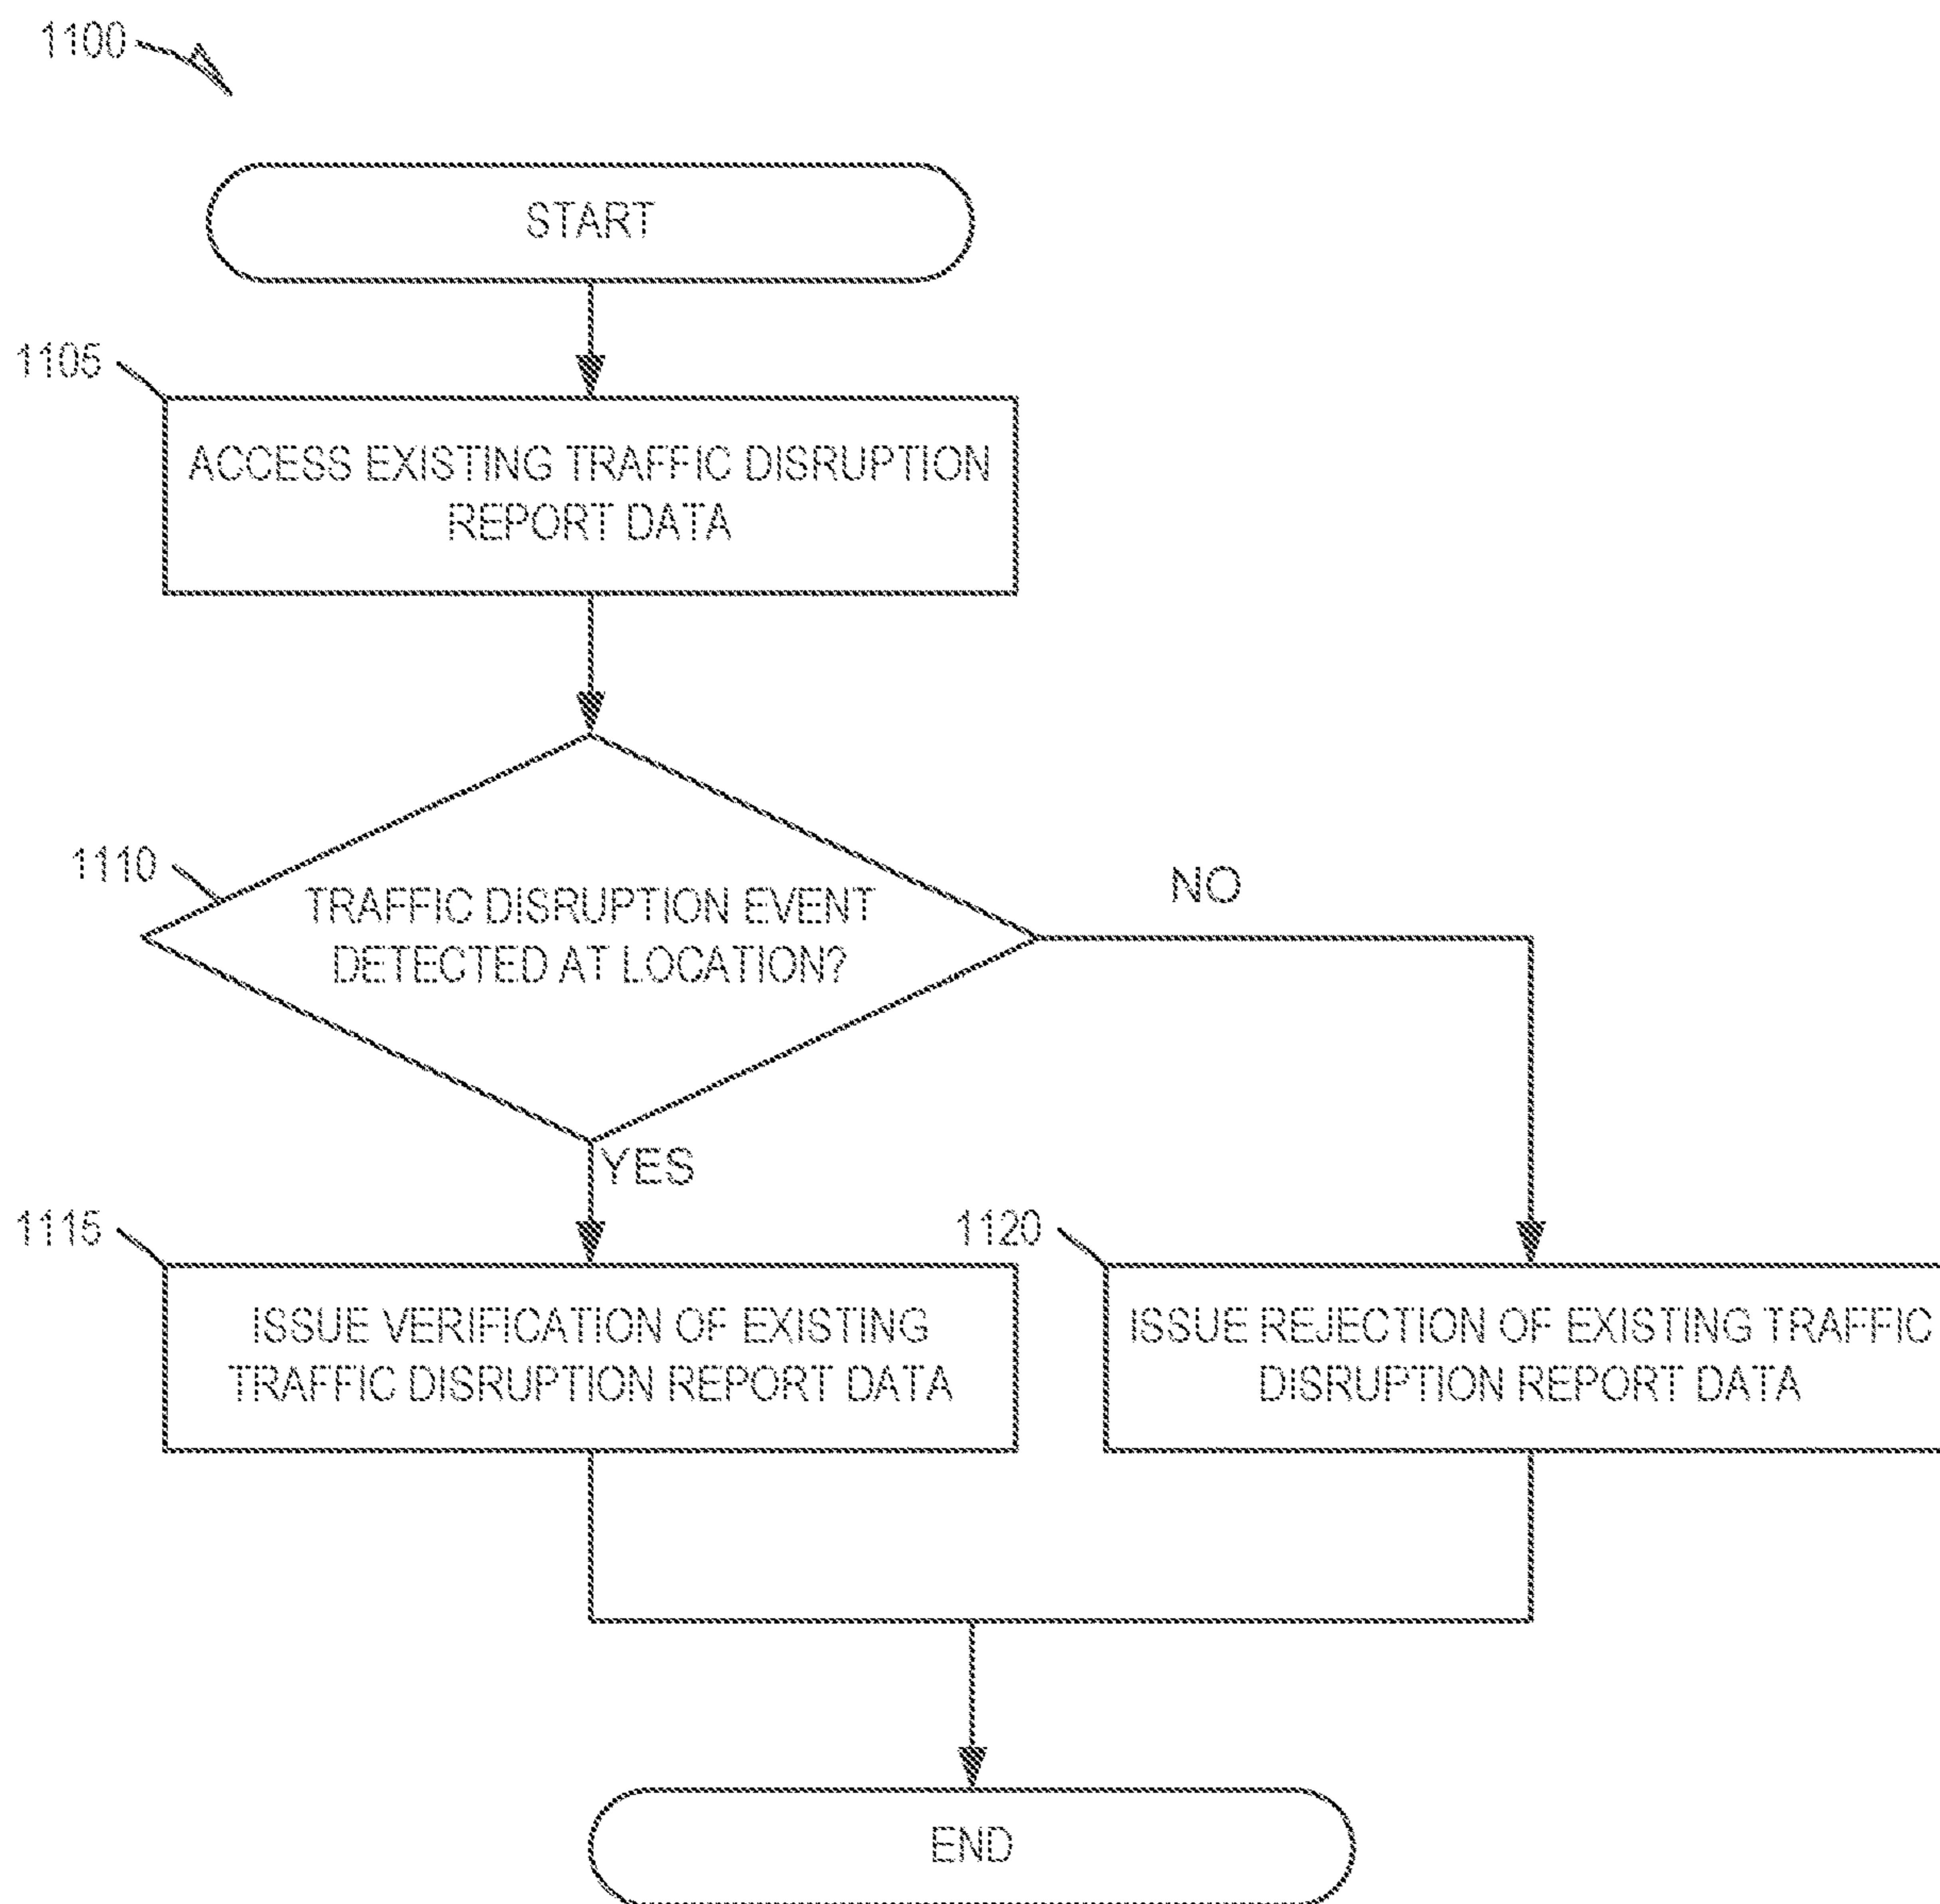 1100
START
1105
ACCESS EXISTING TRAFFIC DISRUPTION
REPORT DATA
1110
TRAFFIC DISRUPTION EVENT
DETECTED AT LOCATION?
NO
YES
1115
ISSUE VERIFICATION OF EXISTING
TRAFFIC DISRUPTION REPORT DATA
1120
ISSUE REJECTION OF EXISTING TRAFFIC
DISRUPTION REPORT DATA
END